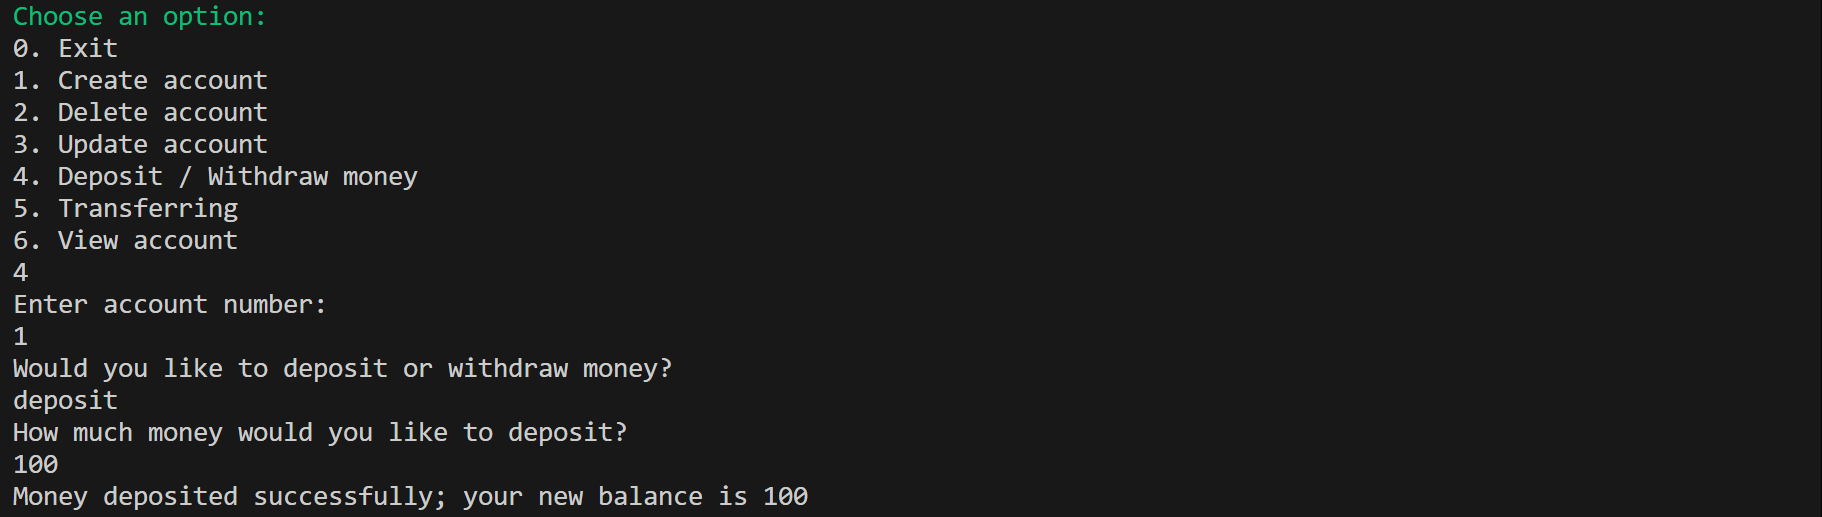 Choose an option:
0. Exit
1. Create account
2. Delete account
3. Update account
4. Deposit / Withdraw money
5. Transferring
6. View account
4
Enter account number:
1
Would you like to deposit or withdraw money?
deposit
How much money would you like to deposit?
100
Money deposited successfully; your new balance is 100